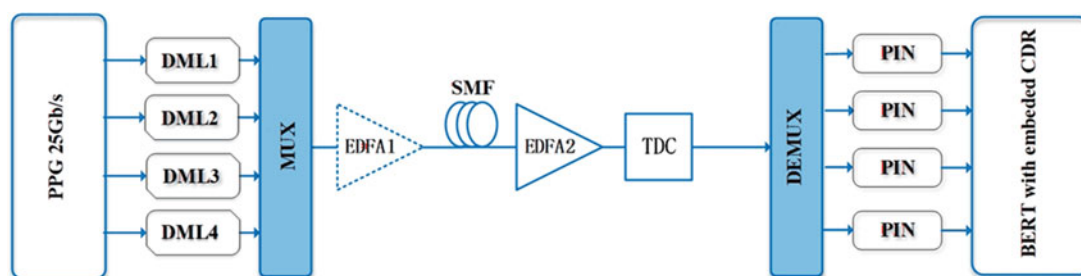 PPG 25Gb/s
DML1
DML2
DML3
DML4
MUX
EDFA1
SMF
EDFA2
TDC
DEMUX
PIN
PIN
PIN
PIN
BERT with embeded CDR